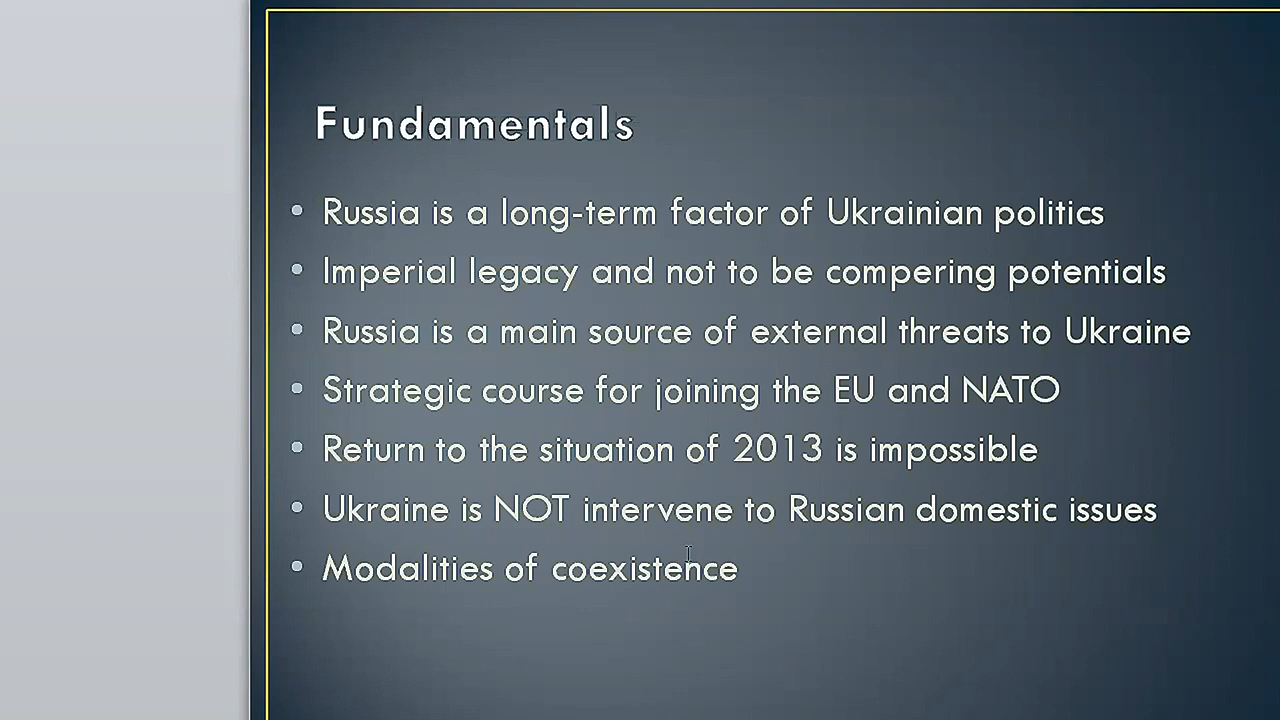 Fundamentals
• Russia is a long-term factor of Ukrainian politics
• Imperial legacy and not to be compering potentials
• Russia is a main source of external threats to Ukraine
• Strategic course for joining the EU and NATO
• Return to the situation of 2013 is impossible
• Ukraine is NOT intervene to Russian domestic issues
• Modalities of coexistence